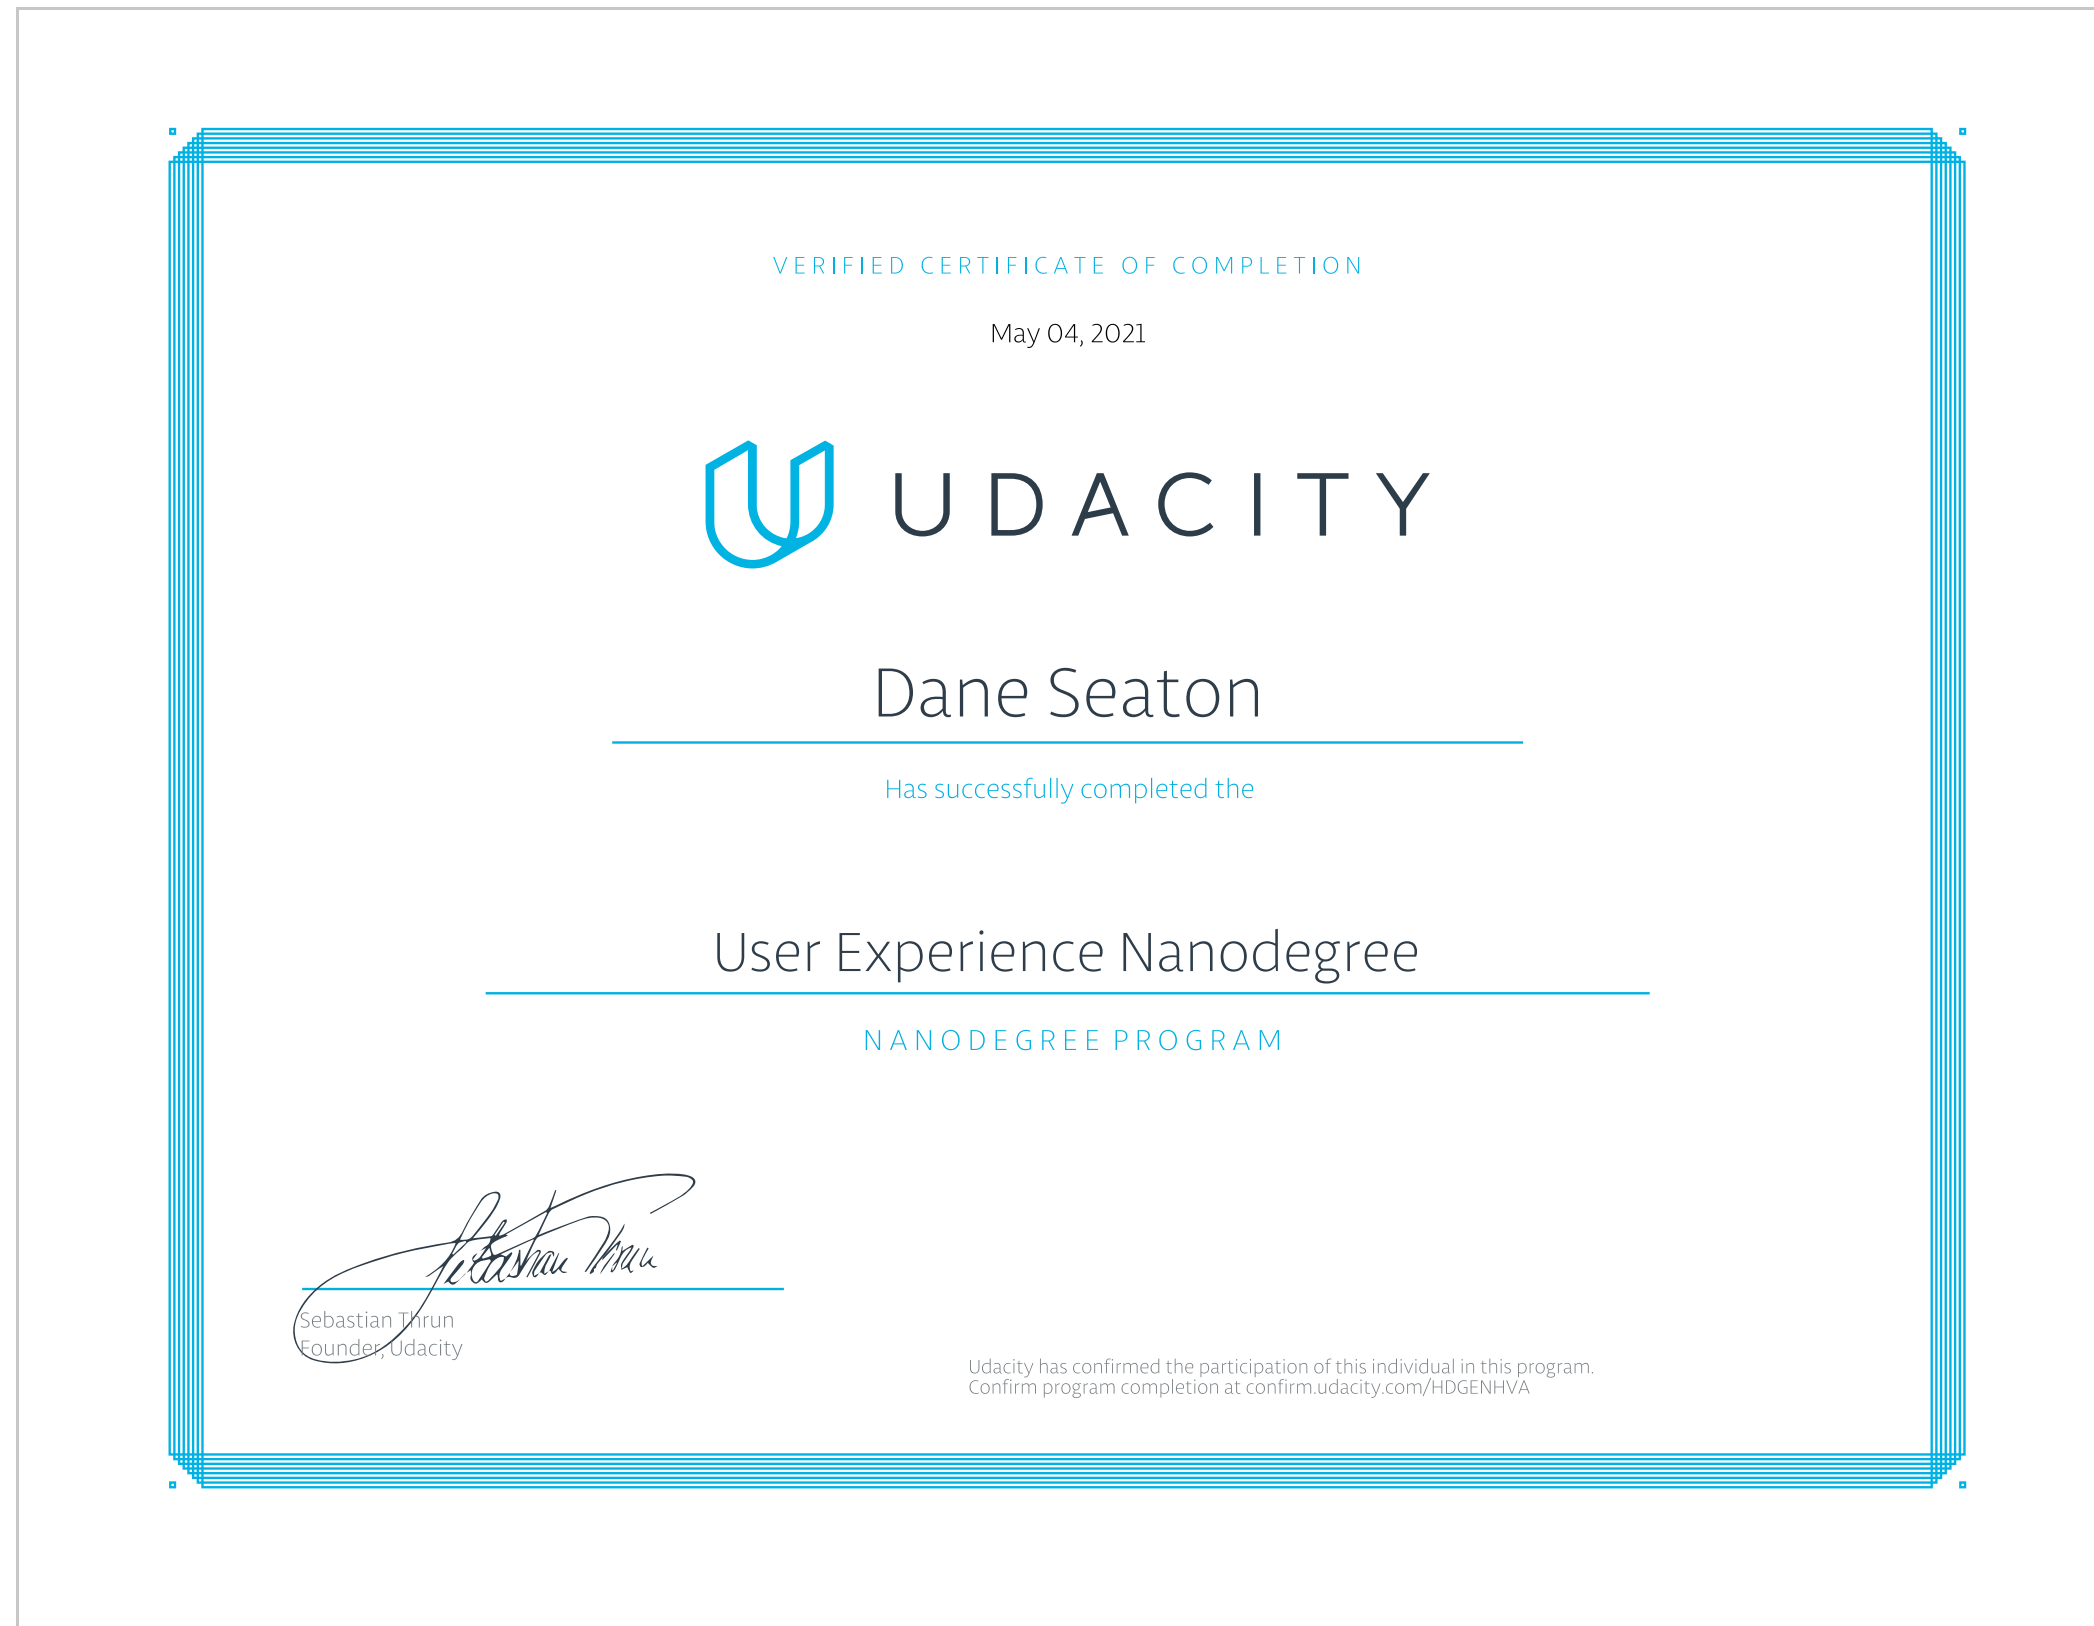 VERIFIED CERTIFICATE OF COMPLETION
May 04, 2021
UDACITY
Dane Seaton
Has successfully completed the
User Experience Nanodegree
NANODEGREE PROGRAM
Sebastian Thrun
Sebastian Thrun
Founder, Udacity
Udacity has confirmed the participation of this individual in this program.
Confirm program completion at confirm.udacity.com/HDGENHVA